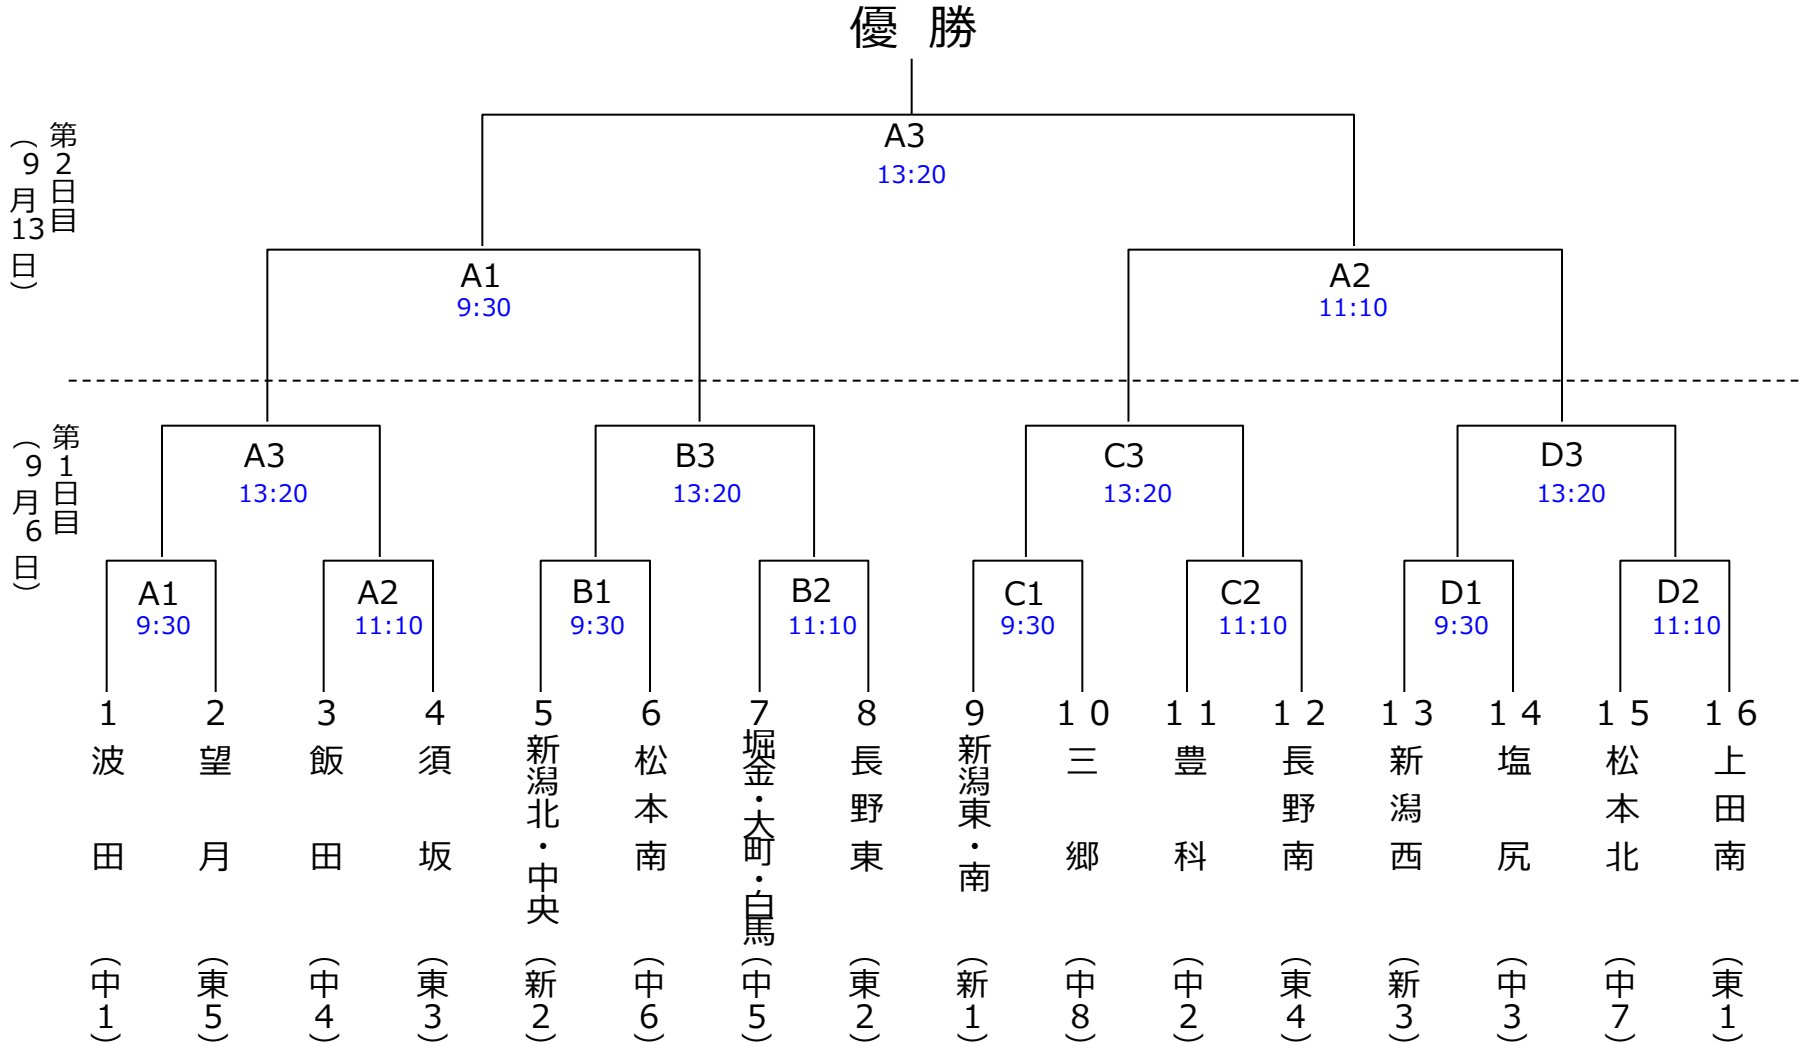 優 勝
第2日目
（9月13日）
A3
13:20
A1
9:30
A2
11:10
第1日目
（9月6日）
A3
13:20
B3
13:20
C3
13:20
D3
13:20
A1
9:30
A2
11:10
B1
9:30
B2
11:10
C1
9:30
C2
11:10
D1
9:30
D2
11:10
1
波田
（中1）
2
望月
（東5）
3
飯田
（中4）
4
須坂
（東3）
5
新潟北・中央
（新2）
6
松本南
（中6）
7
堀金・大町・白馬
（中5）
8
長野東
（東2）
9
新潟東・南
（新1）
１０
三郷
（中8）
１１
豊科
（中2）
１２
長野南
（東4）
１３
新潟西
（新3）
１４
塩尻
（中3）
１５
松本北
（中7）
１６
上田南
（東1）